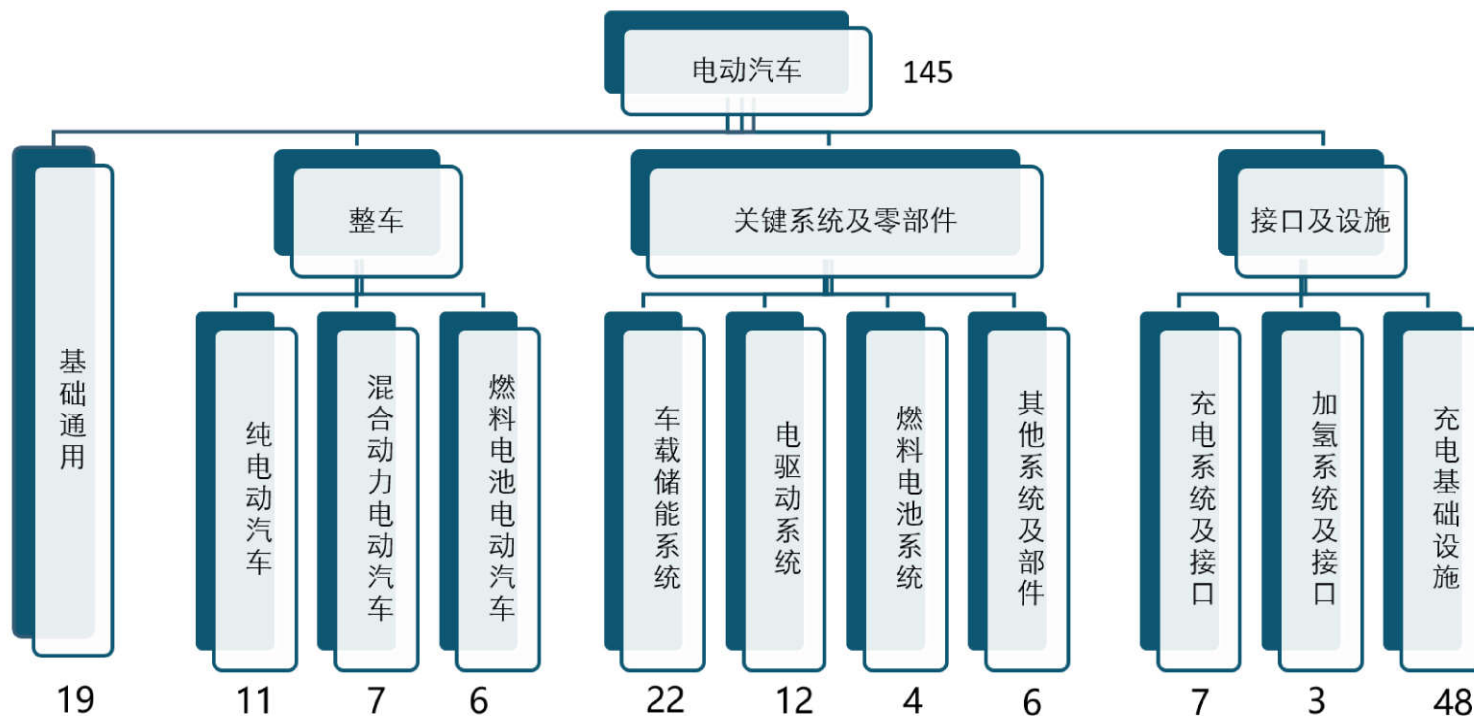 电动汽车
145
整车
关键系统及零部件
接口及设施
基础通用
纯电动汽车
混合动力电动汽车
燃料电池电动汽车
车载储能系统
电驱动系统
燃料电池系统
其他系统及部件
充电系统及接口
加氢系统及接口
充电基础设施
19
11
7
6
22
12
4
6
7
3
48